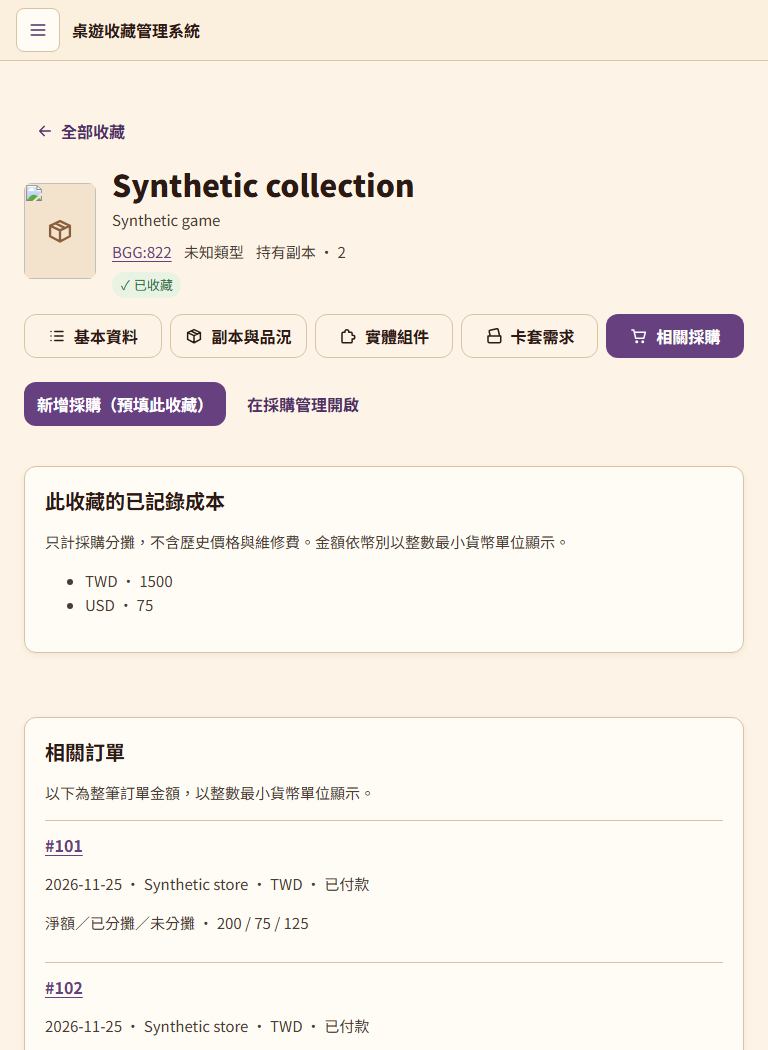 桌遊收藏管理系統
全部收藏
Synthetic collection
Synthetic game
BGG:822 未知類型 持有副本 · 2
✓ 已收藏
基本資料 副本與品況 實體組件 卡套需求 相關採購
新增採購（預填此收藏） 在採購管理開啟
此收藏的已記錄成本
只計採購分攤，不含歷史價格與維修費。金額依幣別以整數最小貨幣單位顯示。
• TWD · 1500
• USD · 75
相關訂單
以下為整筆訂單金額，以整數最小貨幣單位顯示。
#101
2026-11-25 · Synthetic store · TWD · 已付款
淨額／已分攤／未分攤 · 200 / 75 / 125
#102
2026-11-25 · Synthetic store · TWD · 已付款